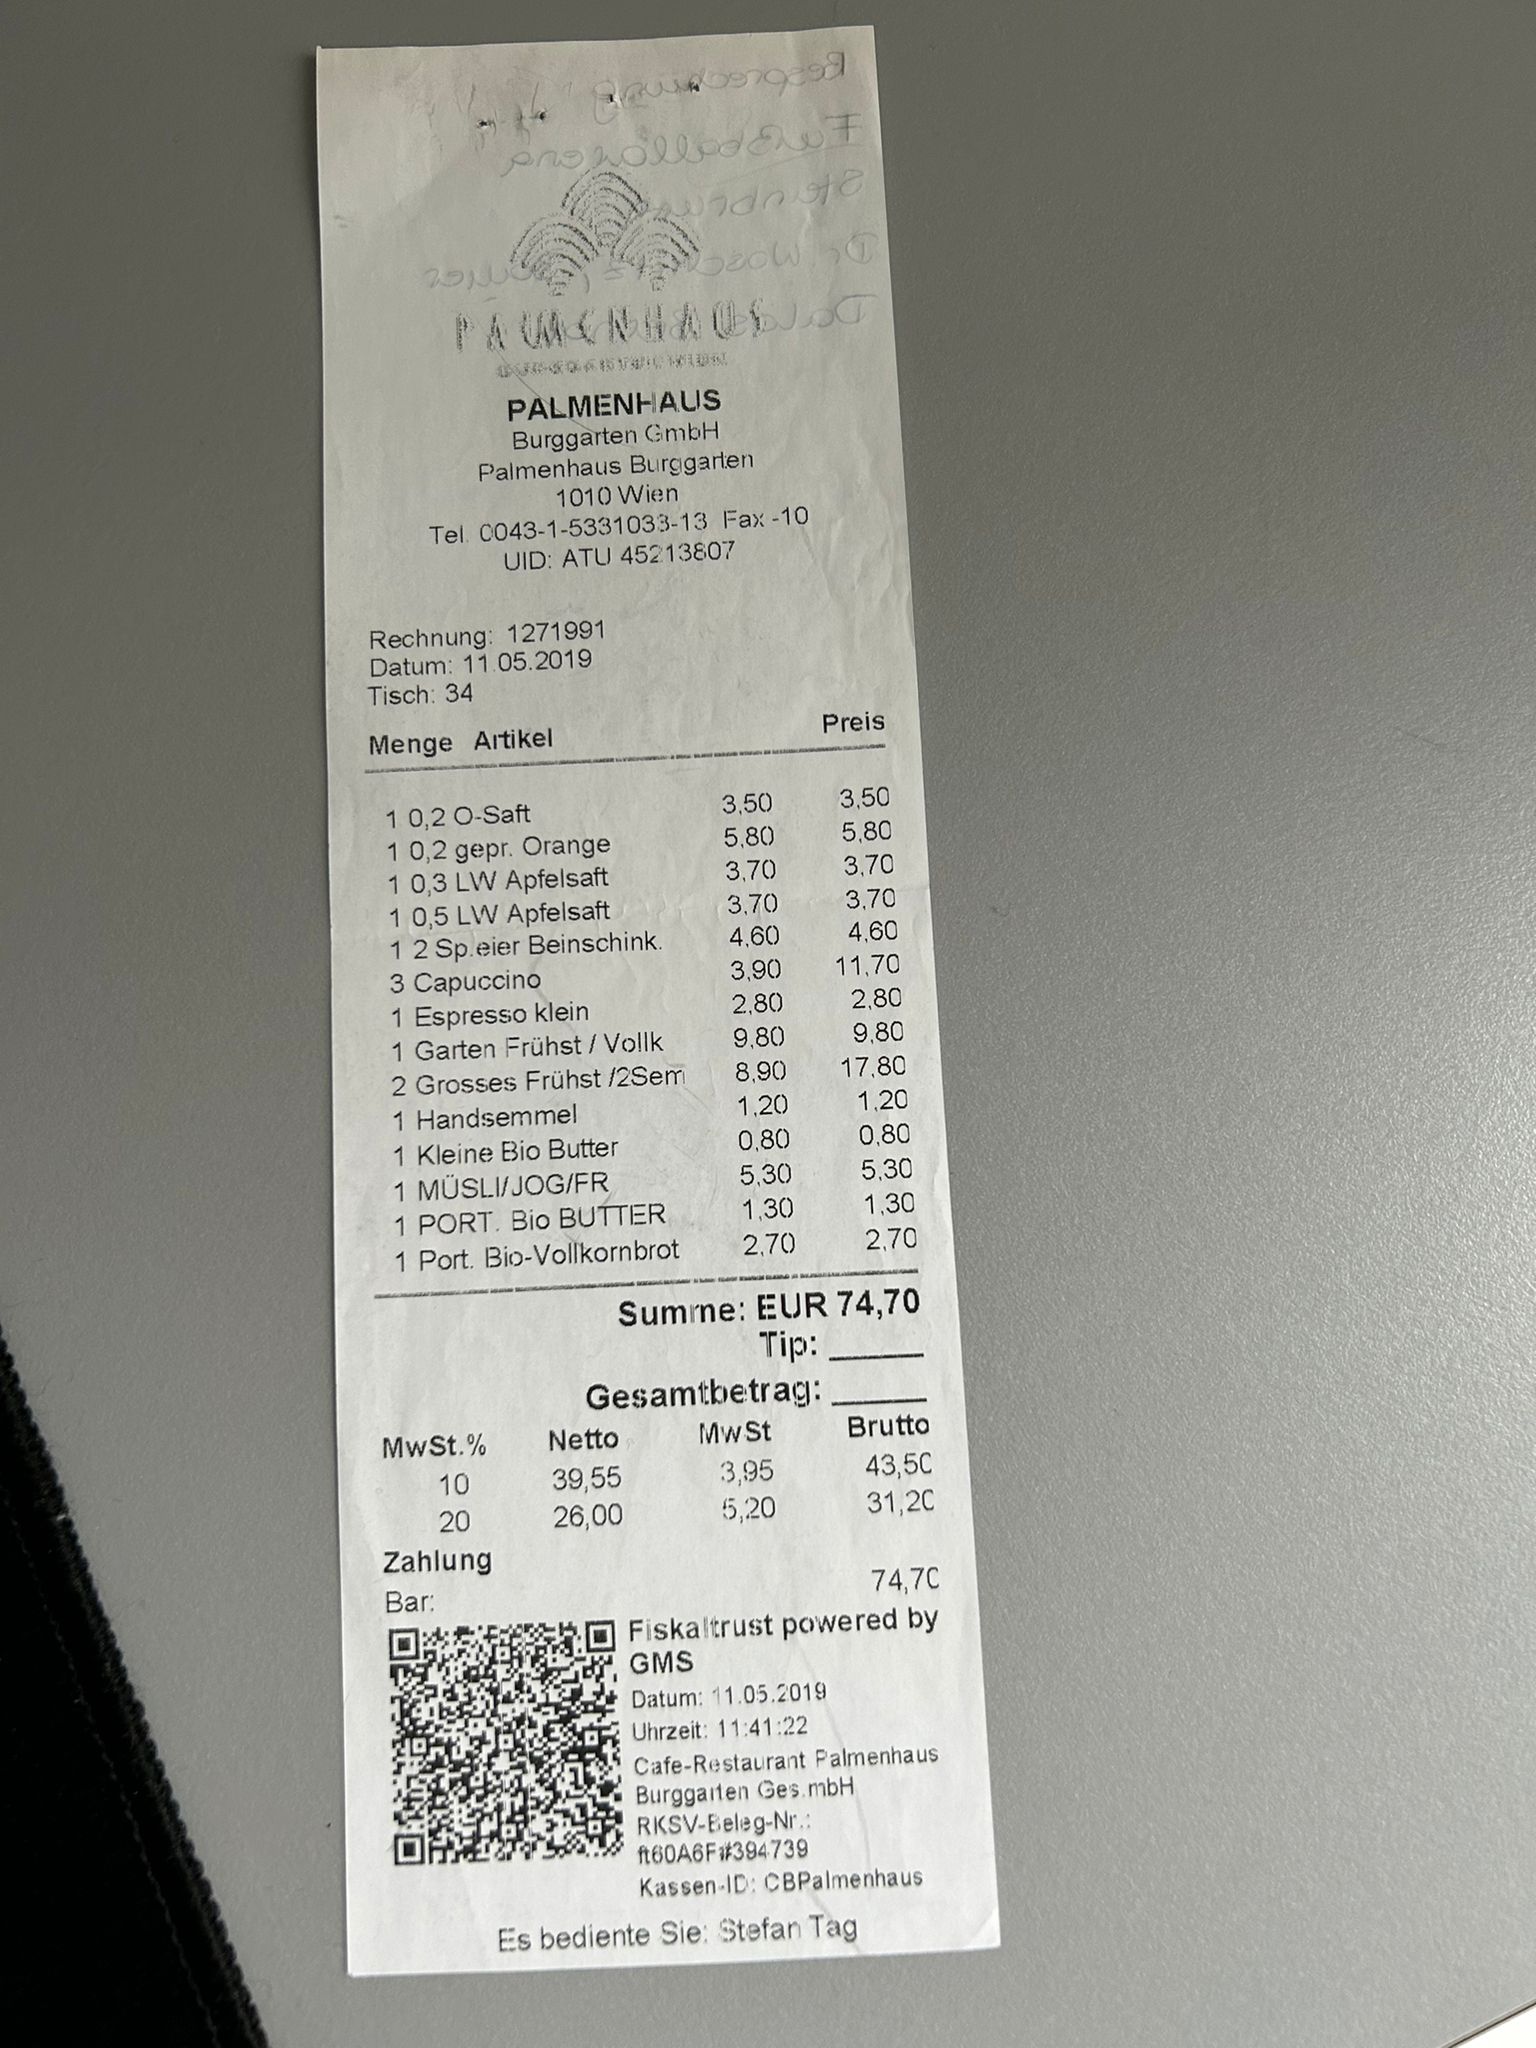 Besprechung
Fußballarena
PALMENHAUS
PALMENHAUS
Burggarten GmbH
Palmenhaus Burggarten
1010 Wien
Tel. 0043-1-5331033-13 Fax -10
UID: ATU 45213807
Rechnung: 1271991
Datum: 11.05.2019
Tisch: 34
Menge Artikel Preis
1 0,2 O-Saft 3,50 3,50
1 0,2 gepr. Orange 5,80 5,80
1 0,3 LW Apfelsaft 3,70 3,70
1 0,5 LW Apfelsaft 3,70 3,70
1 2 Sp.eier Beinschink. 4,60 4,60
3 Capuccino 3,90 11,70
1 Espresso klein 2,80 2,80
1 Garten Frühst / Vollk 9,80 9,80
2 Grosses Frühst /2Sem 8,90 17,80
1 Handsemmel 1,20 1,20
1 Kleine Bio Butter 0,80 0,80
1 MÜSLI/JOG/FR 5,30 5,30
1 PORT. Bio BUTTER 1,30 1,30
1 Port. Bio-Vollkornbrot 2,70 2,70
Summe: EUR 74,70
Tip: _____
Gesamtbetrag: _____
MwSt.% Netto MwSt Brutto
10 39,55 3,95 43,50
20 26,00 5,20 31,20
Zahlung
Bar: 74,70
Fiskaltrust powered by
GMS
Datum: 11.05.2019
Uhrzeit: 11:41:22
Cafe-Restaurant Palmenhaus
Burggarten Ges.mbH
RKSV-Beleg-Nr.:
ft60A6F#394739
Kassen-ID: CBPalmenhaus
Es bediente Sie: Stefan Tag